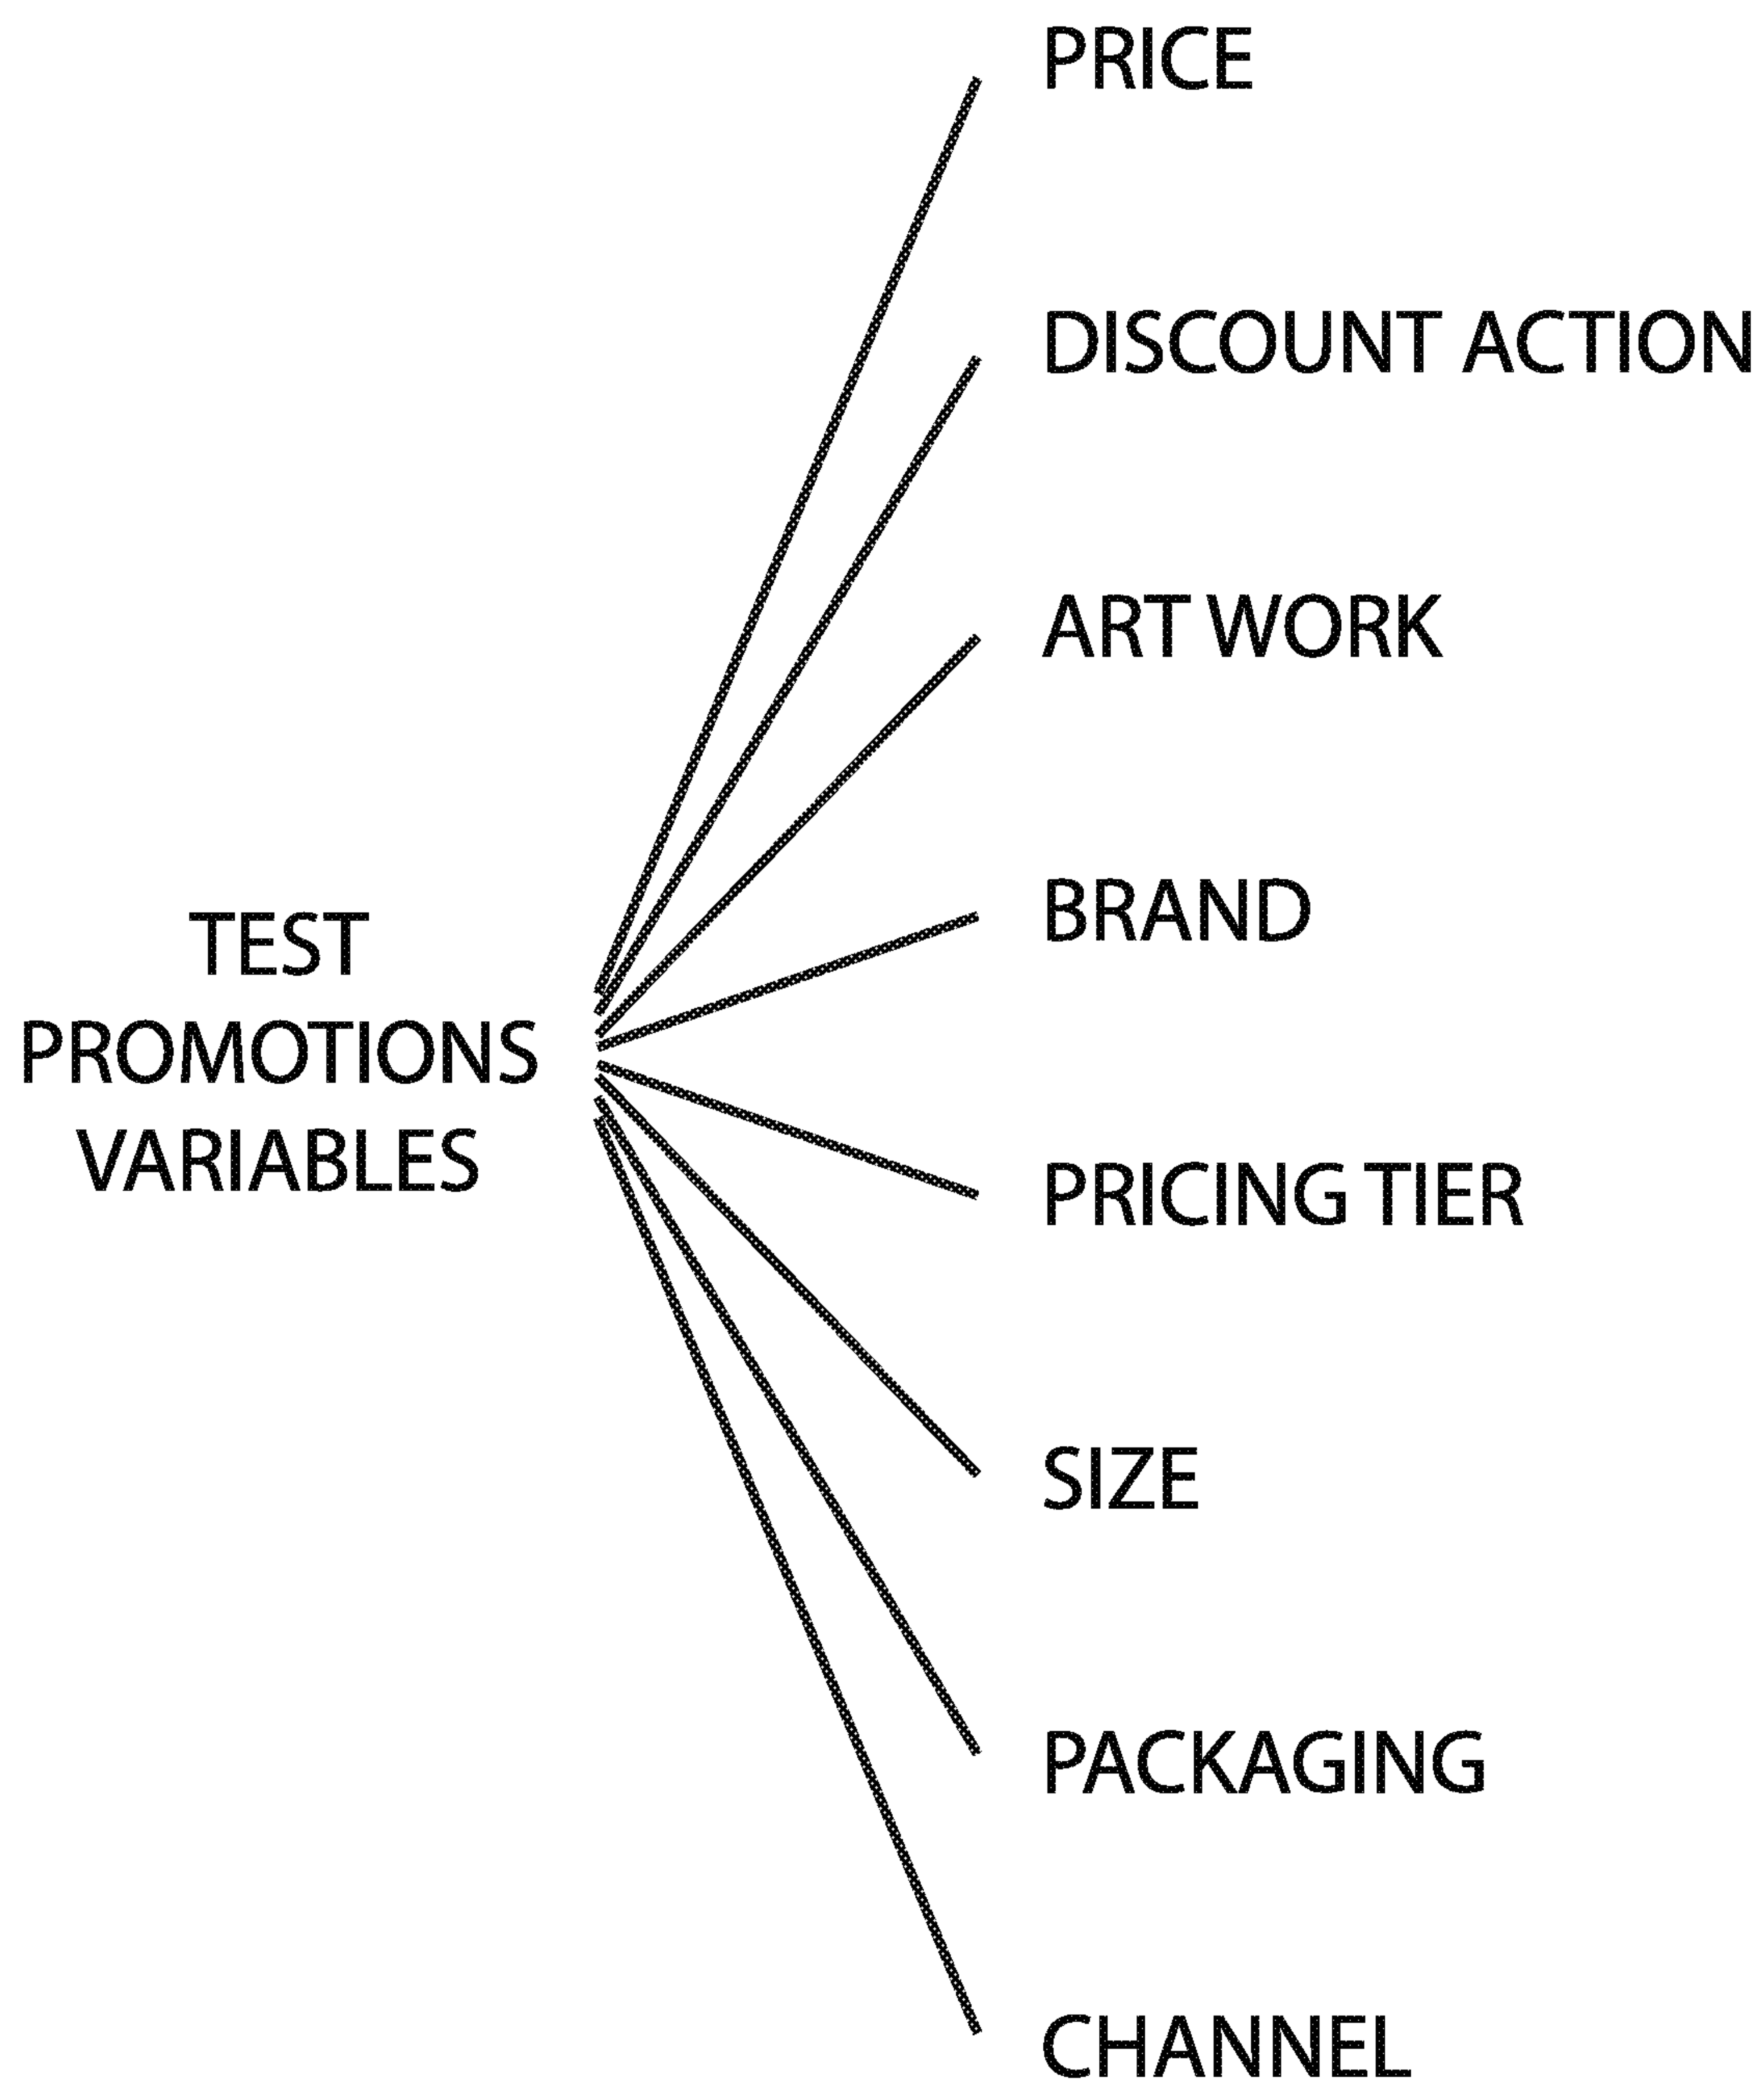 PRICE
DISCOUNT ACTION
ART WORK
BRAND
TEST
PROMOTIONS
VARIABLES
PRICING TIER
SIZE
PACKAGING
CHANNEL